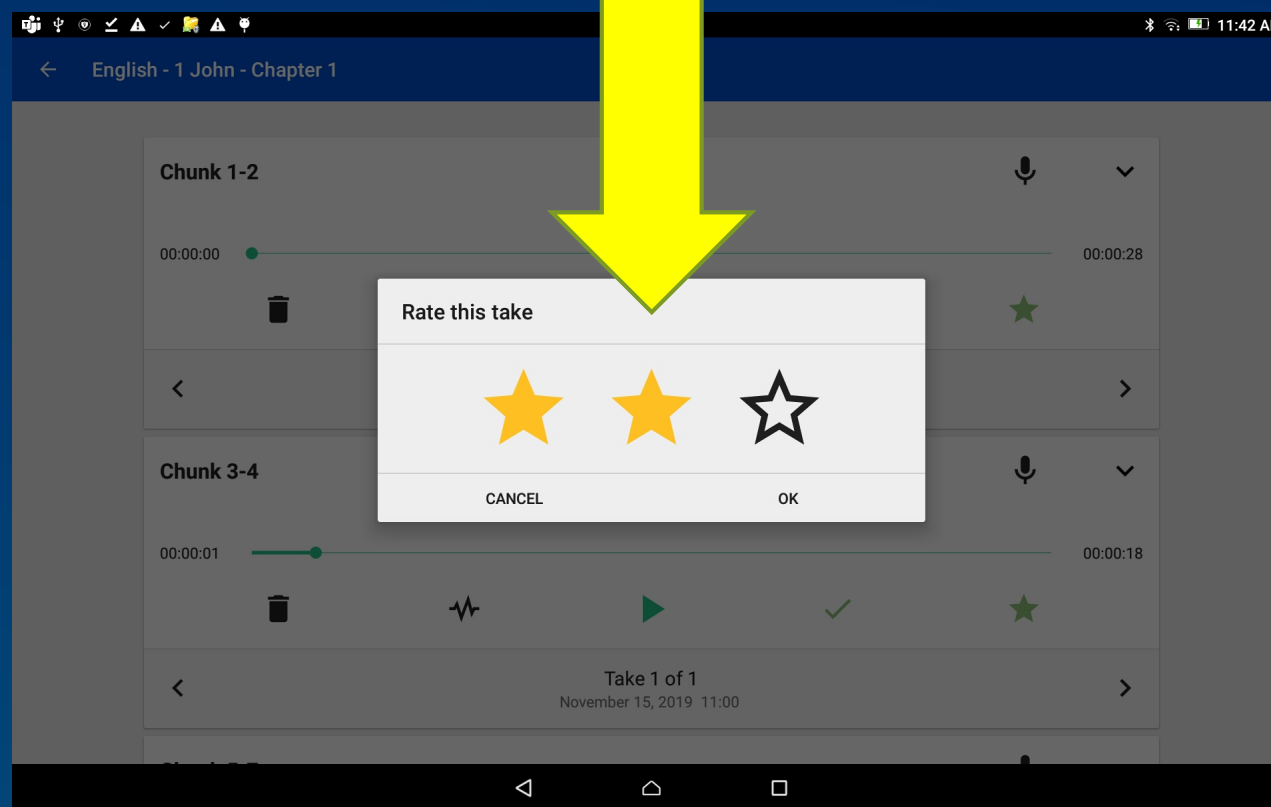 11:42 A
English - 1 John - Chapter 1
Chunk 1-2
00:00:00
00:00:28
Rate this take
CANCEL
OK
Chunk 3-4
00:00:01
00:00:18
Take 1 of 1
November 15, 2019 11:00